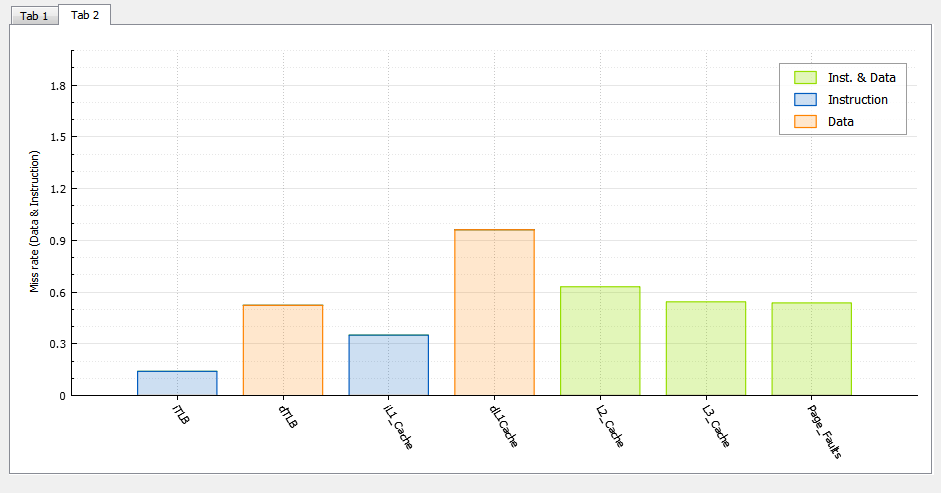 Tab 1
Tab 2
Inst. & Data
Instruction
Data
Miss rate (Data & Instruction)
1.8
1.5
1.2
0.9
0.6
0.3
0
iTLB
dTLB
iL1_Cache
dL1Cache
L2_Cache
L3_Cache
Page_Faults